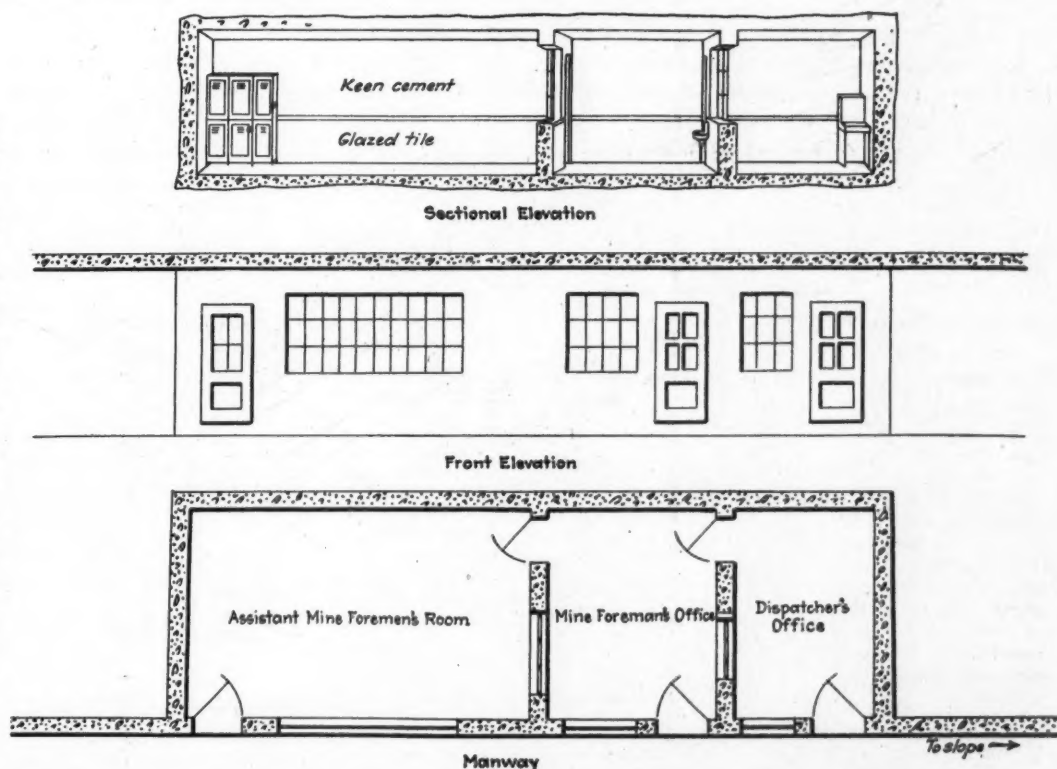 Keen cement
Glazed tile
Sectional Elevation
Front Elevation
Assistant Mine Foremen's Room
Mine Foreman's Office
Dispatcher's
Office
To slope
Manway